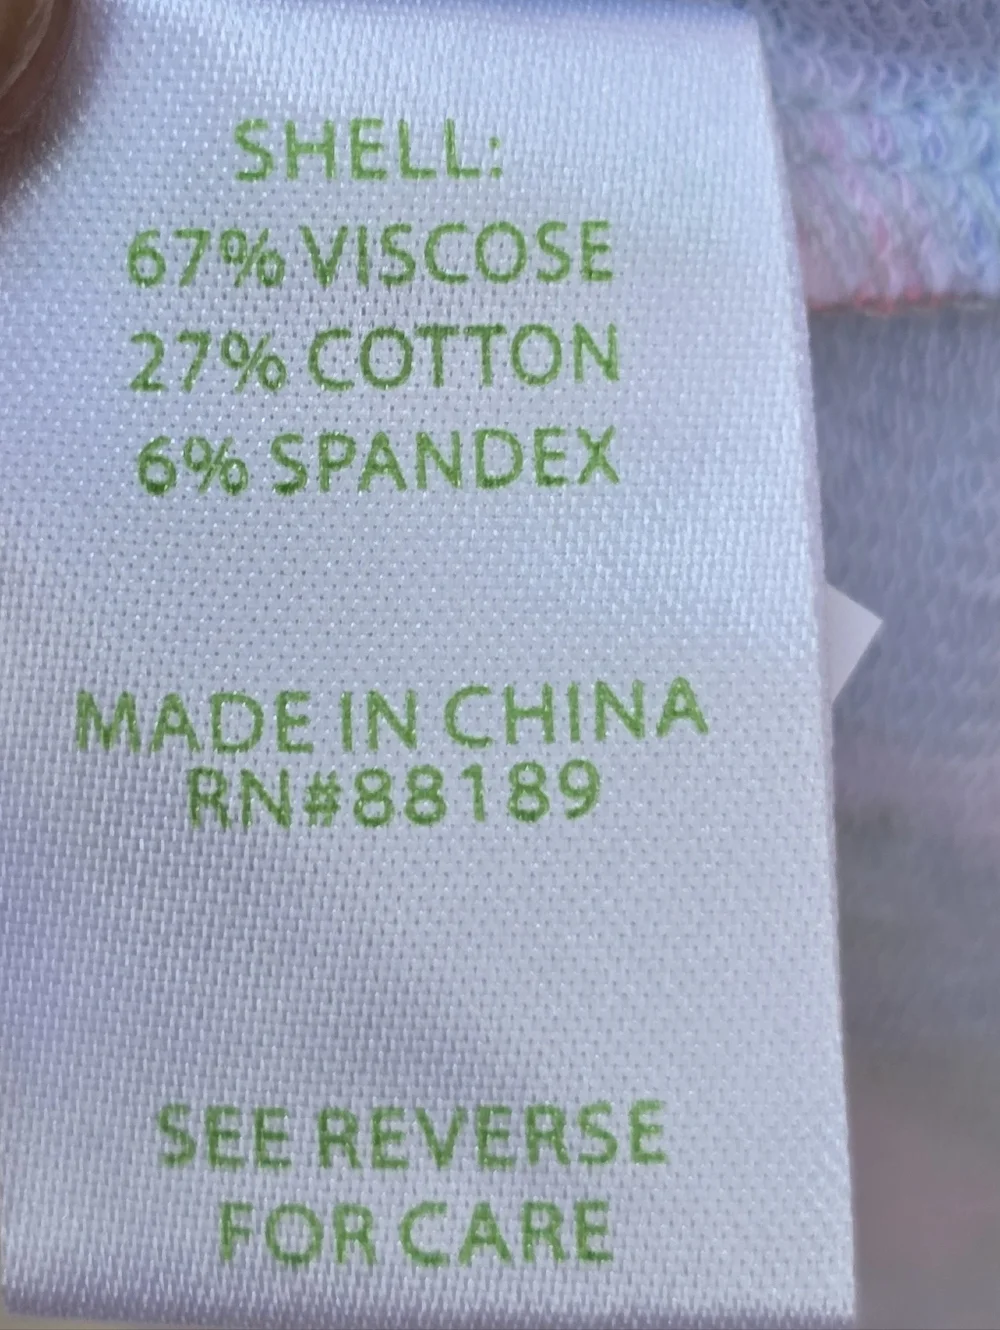 SHELL:
67% VISCOSE
27% COTTON
6% SPANDEX
MADE IN CHINA
RN#88189
SEE REVERSE
FOR CARE